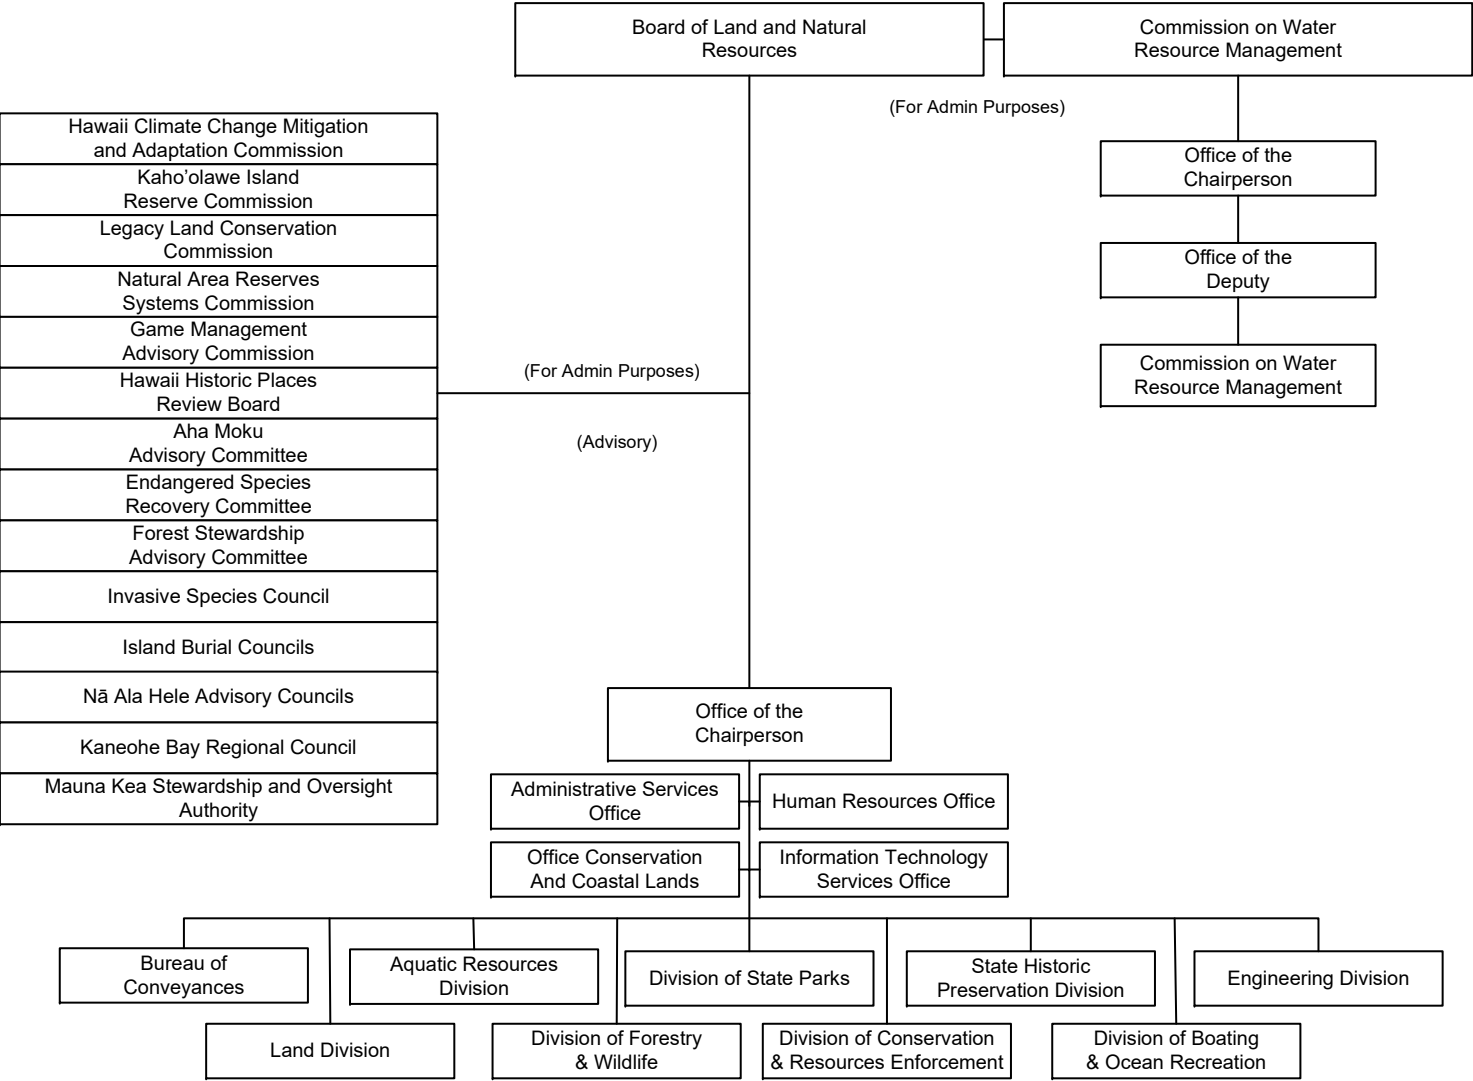 Board of Land and Natural
Resources
Commission on Water
Resource Management
(For Admin Purposes)
Office of the
Chairperson
Office of the
Deputy
Commission on Water
Resource Management
Hawaii Climate Change Mitigation
and Adaptation Commission
Kaho’olawe Island
Reserve Commission
Legacy Land Conservation
Commission
Natural Area Reserves
Systems Commission
Game Management
Advisory Commission
Hawaii Historic Places
Review Board
Aha Moku
Advisory Committee
Endangered Species
Recovery Committee
Forest Stewardship
Advisory Committee
Invasive Species Council
Island Burial Councils
Nā Ala Hele Advisory Councils
Kaneohe Bay Regional Council
Mauna Kea Stewardship and Oversight
Authority
(For Admin Purposes)
(Advisory)
Office of the
Chairperson
Administrative Services
Office
Human Resources Office
Office Conservation
And Coastal Lands
Information Technology
Services Office
Bureau of
Conveyances
Aquatic Resources
Division
Division of State Parks
State Historic
Preservation Division
Engineering Division
Land Division
Division of Forestry
& Wildlife
Division of Conservation
& Resources Enforcement
Division of Boating
& Ocean Recreation